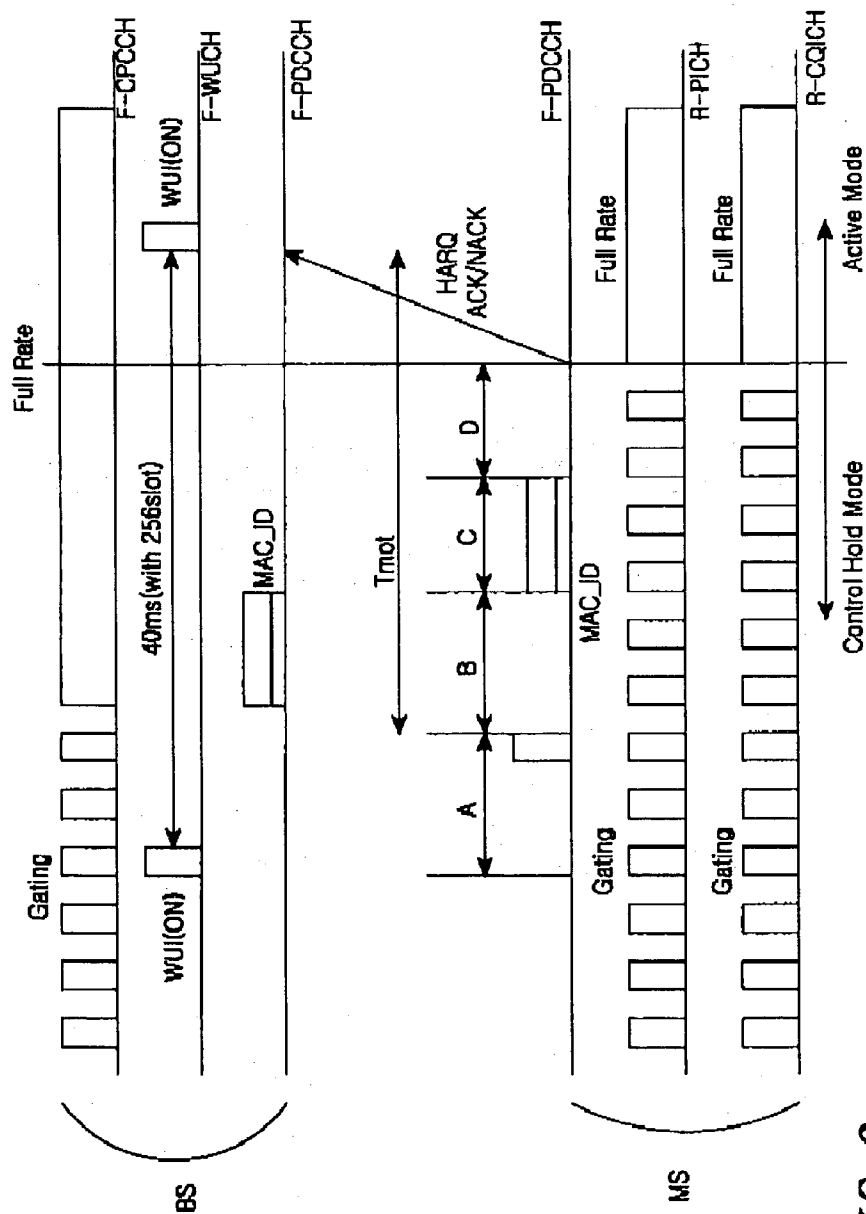 Full Rate
Gating
F-CPCCH
WUI(ON)
40ms(with 256slot)
WUI(ON)
F-WUCH
MAC_ID
F-PDCCH
BS
Tmot
HARQ
ACK/NACK
A
B
C
D
F-PDCCH
MAC_ID
Gating
Full Rate
R-PICH
Gating
Full Rate
R-CQICH
Control Hold Mode
Active Mode
MS